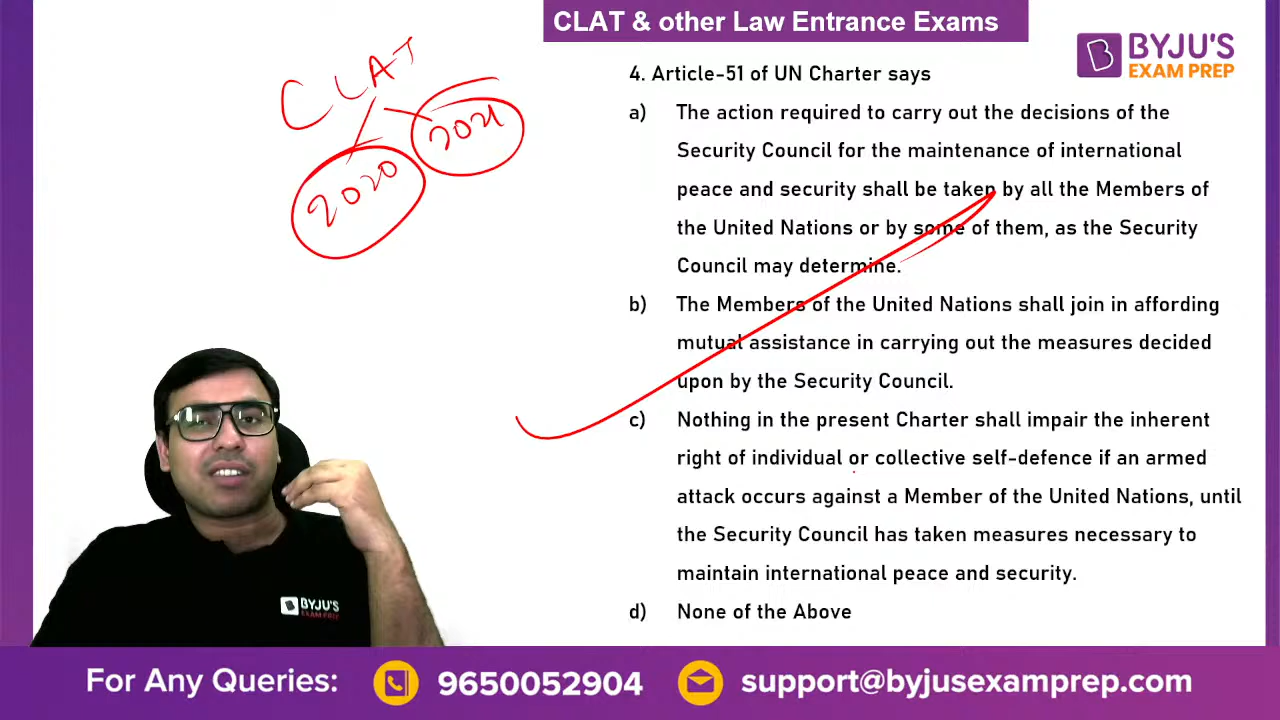 CLAT & other Law Entrance Exams
BYJU'S
EXAM PREP
CLAT
2020
2021
4. Article-51 of UN Charter says
a) The action required to carry out the decisions of the
Security Council for the maintenance of international
peace and security shall be taken by all the Members of
the United Nations or by some of them, as the Security
Council may determine.
b) The Members of the United Nations shall join in affording
mutual assistance in carrying out the measures decided
upon by the Security Council.
c) Nothing in the present Charter shall impair the inherent
right of individual or collective self-defence if an armed
attack occurs against a Member of the United Nations, until
the Security Council has taken measures necessary to
maintain international peace and security.
d) None of the Above
BYJU'S
EXAM PREP
For Any Queries: 9650052904 support@byjusexamprep.com